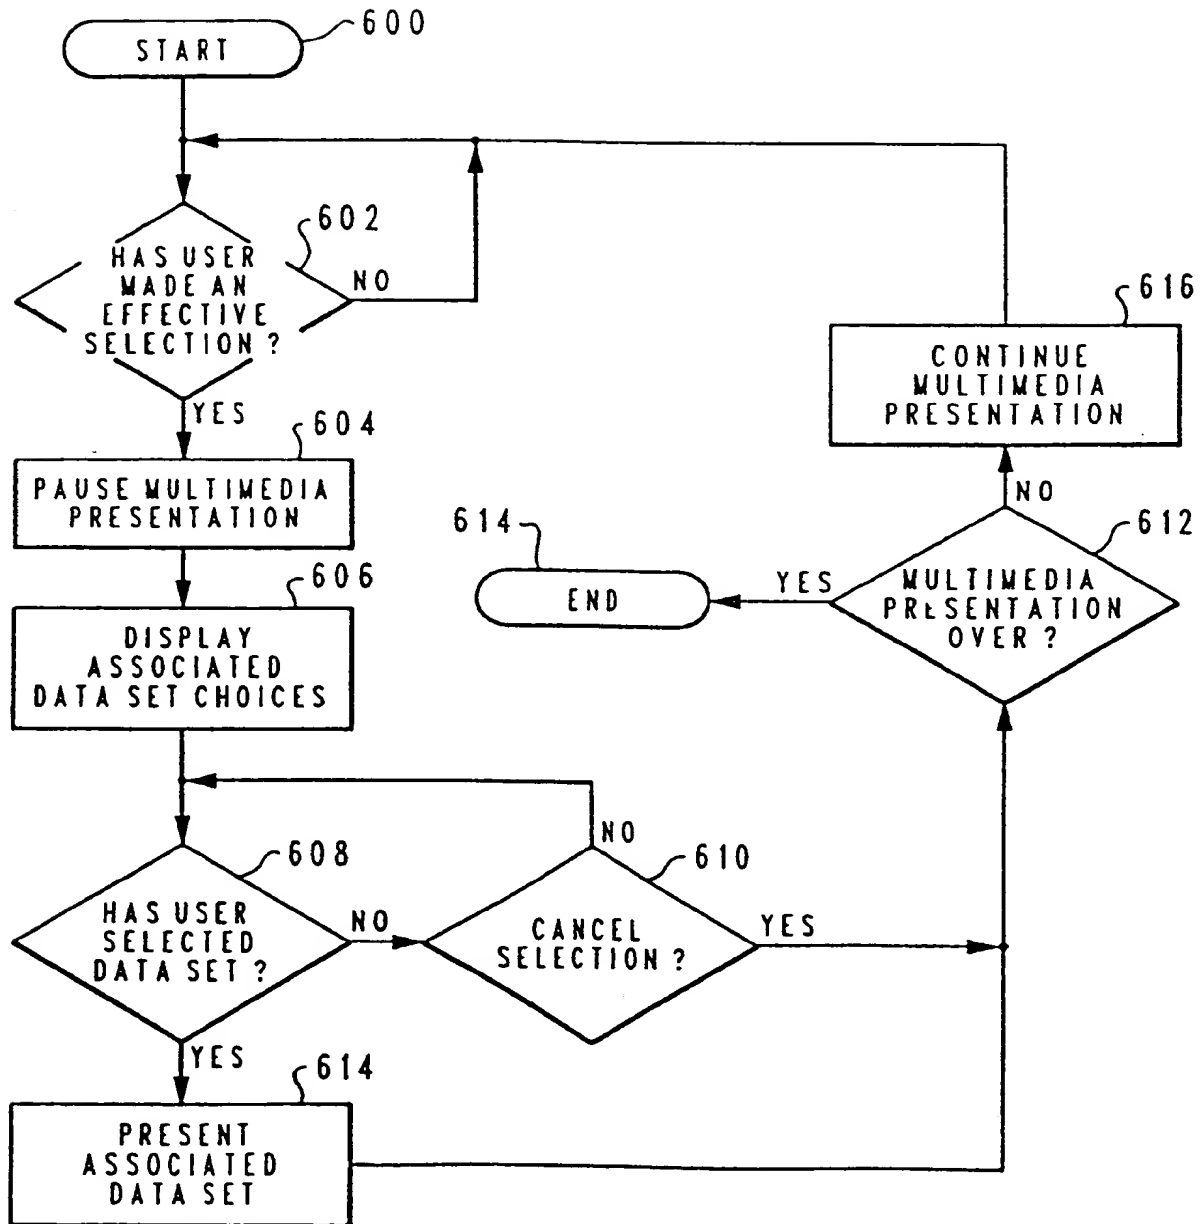 600
START
602
HAS USER
MADE AN
EFFECTIVE
SELECTION ?
NO
YES
604
PAUSE MULTIMEDIA
PRESENTATION
606
DISPLAY
ASSOCIATED
DATA SET CHOICES
608
HAS USER
SELECTED
DATA SET ?
NO
YES
610
CANCEL
SELECTION ?
NO
YES
614
PRESENT
ASSOCIATED
DATA SET
616
CONTINUE
MULTIMEDIA
PRESENTATION
NO
612
MULTIMEDIA
PRESENTATION
OVER ?
YES
614
END